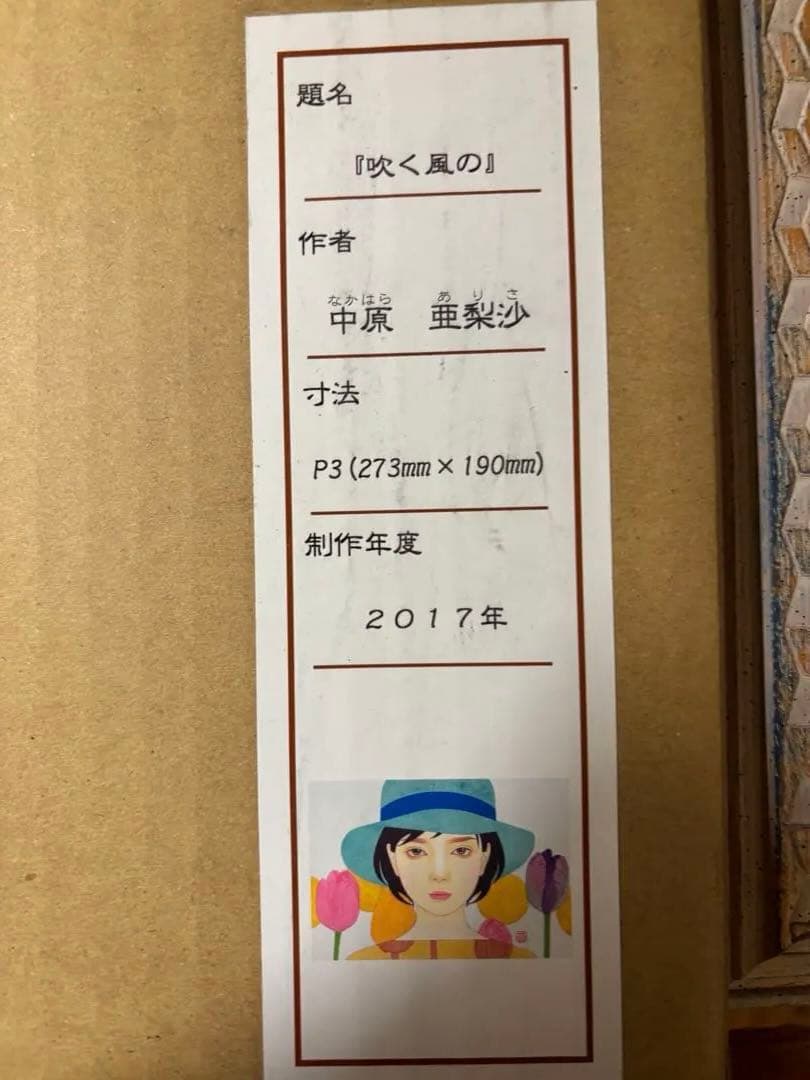 題名
『吹く風の』
作者
なかはら ありさ
中原 亜梨沙
寸法
P3(273mm×190mm)
制作年度
2017年